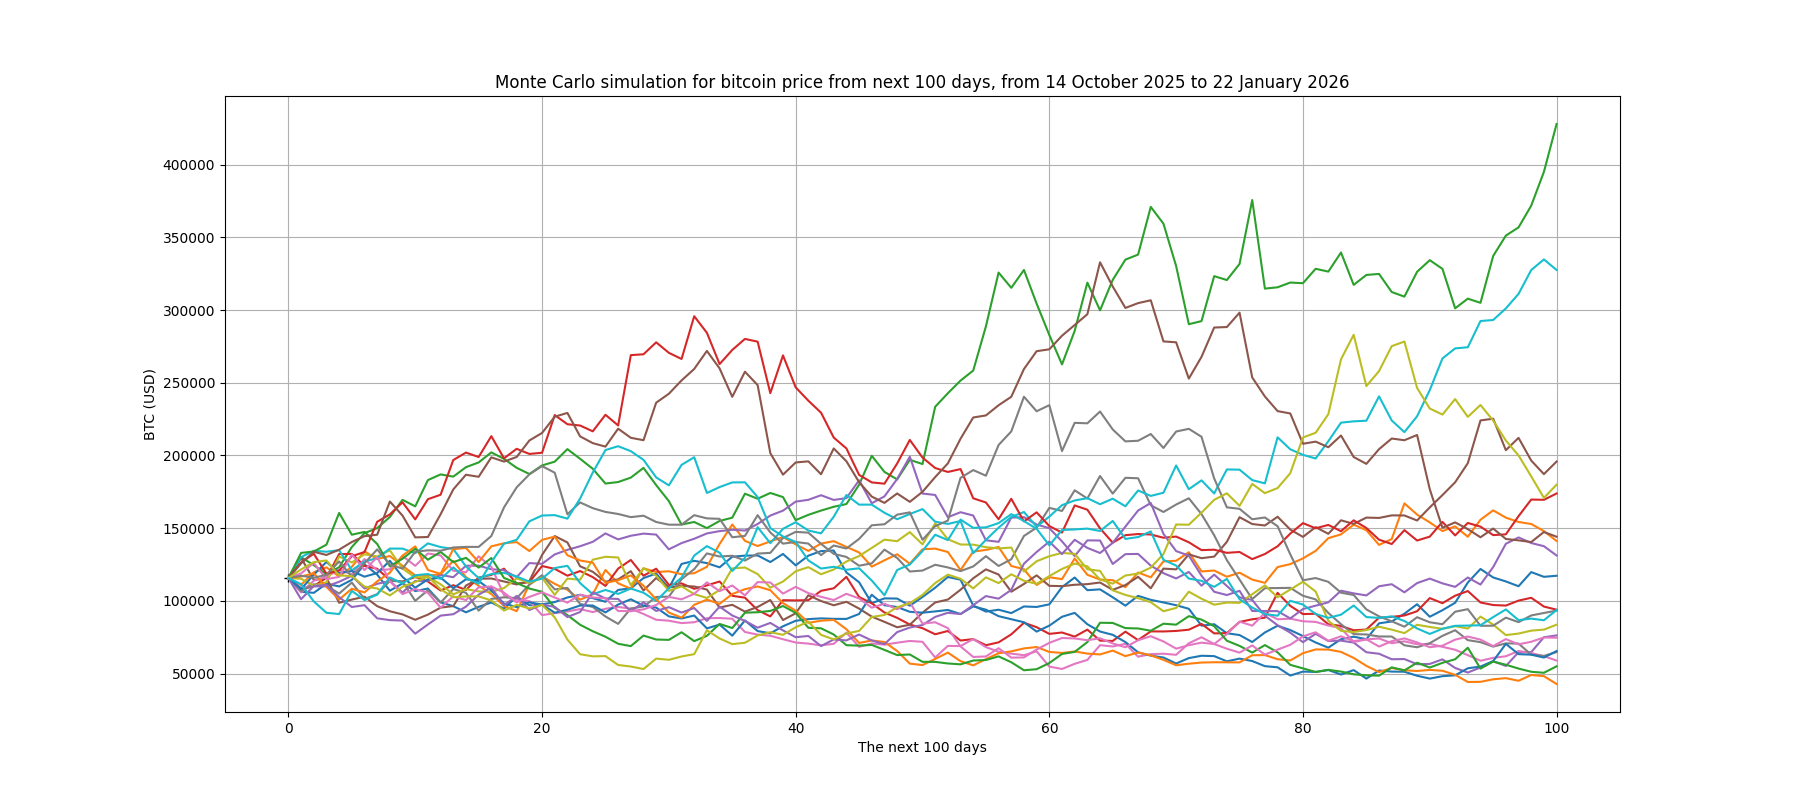 Monte Carlo simulation for bitcoin price from next 100 days, from 14 October 2025 to 22 January 2026
400000
350000
300000
250000
200000
150000
100000
50000
BTC (USD)
0 20 40 60 80 100
The next 100 days